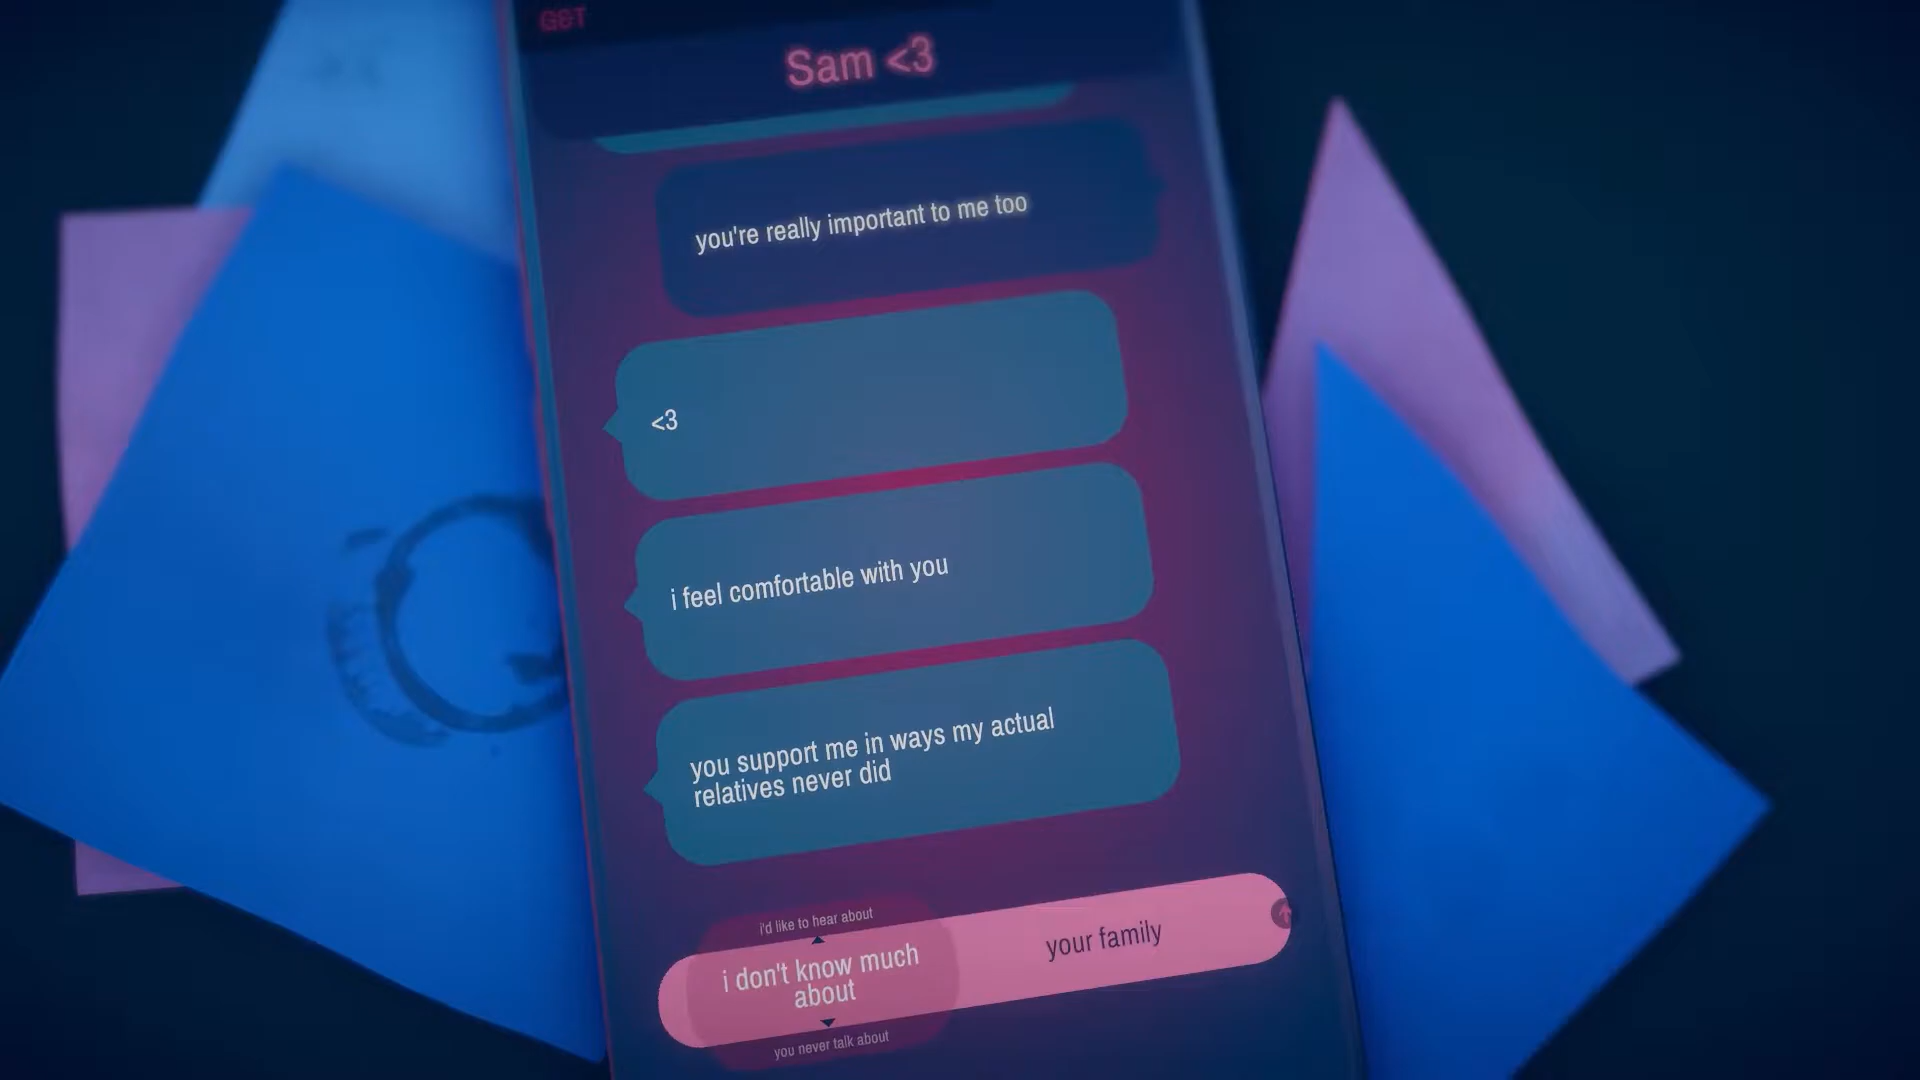 G&T
Sam <3
you're really important to me too
<3
i feel comfortable with you
you support me in ways my actual
relatives never did
i'd like to hear about
i don't know much
about
your family
you never talk about